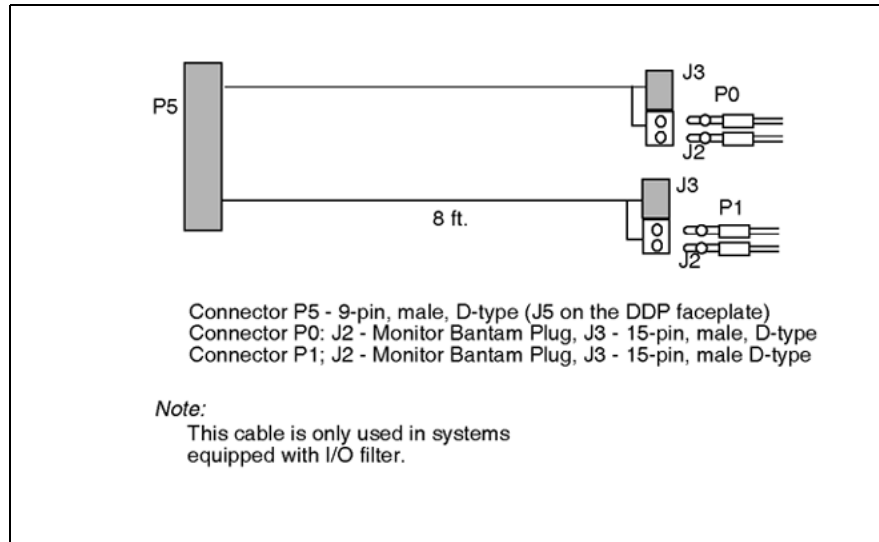 J3
P0
P5
J2
J3
P1
8 ft.
J2
Connector P5 - 9-pin, male, D-type (J5 on the DDP faceplate)
Connector P0: J2 - Monitor Bantam Plug, J3 - 15-pin, male, D-type
Connector P1; J2 - Monitor Bantam Plug, J3 - 15-pin, male D-type
Note:
This cable is only used in systems
equipped with I/O filter.